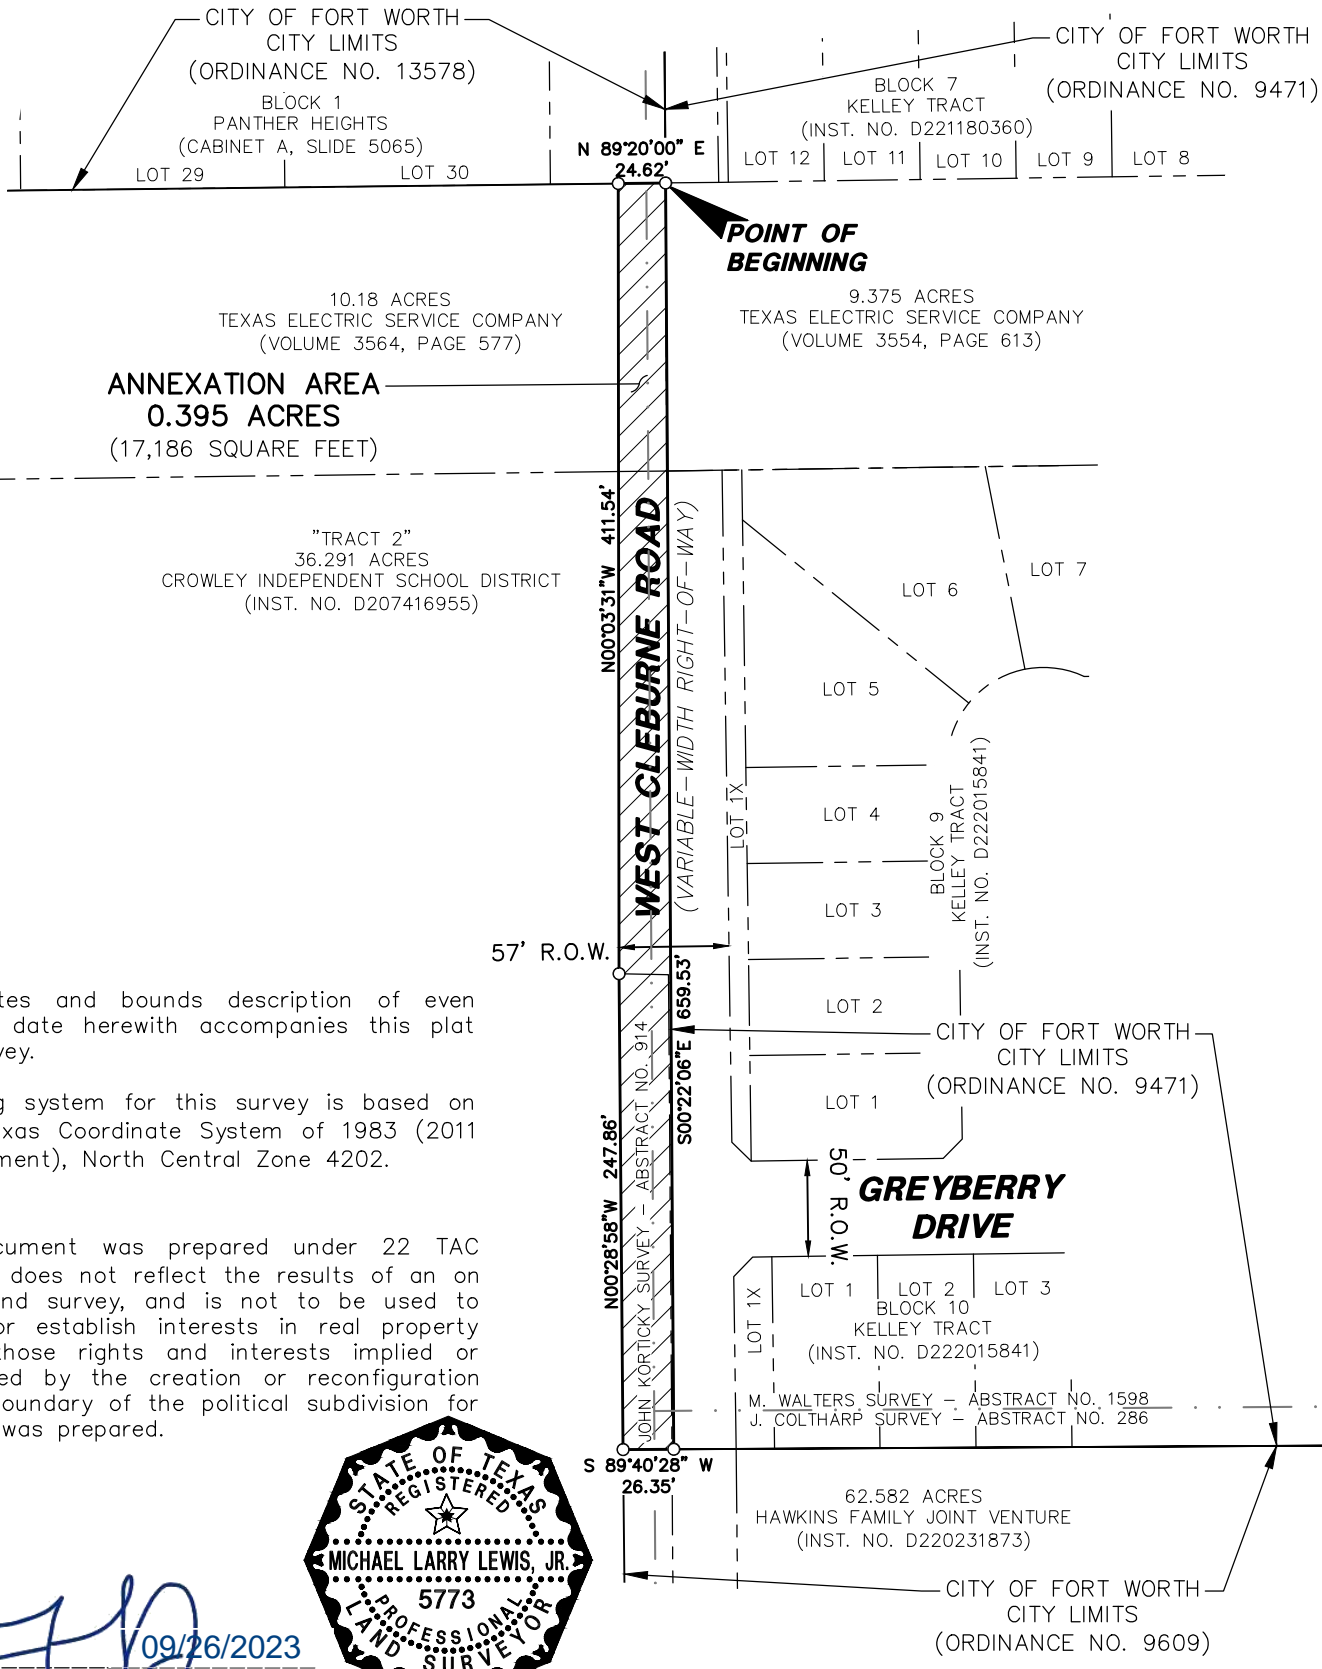 CITY OF FORT WORTH
CITY LIMITS
(ORDINANCE NO. 13578)
CITY OF FORT WORTH
CITY LIMITS
(ORDINANCE NO. 9471)
BLOCK 1
PANTHER HEIGHTS
(CABINET A, SLIDE 5065)
BLOCK 7
KELLEY TRACT
(INST. NO. D221180360)
LOT 29
LOT 30
N 89°20'00" E
24.62'
LOT 12
LOT 11
LOT 10
LOT 9
LOT 8
POINT OF
BEGINNING
10.18 ACRES
TEXAS ELECTRIC SERVICE COMPANY
(VOLUME 3564, PAGE 577)
9.375 ACRES
TEXAS ELECTRIC SERVICE COMPANY
(VOLUME 3554, PAGE 613)
ANNEXATION AREA
0.395 ACRES
(17,186 SQUARE FEET)
"TRACT 2"
36.291 ACRES
CROWLEY INDEPENDENT SCHOOL DISTRICT
(INST. NO. D207416955)
N00°03'31"W 411.54'
WEST CLEBURNE ROAD
(VARIABLE-WIDTH RIGHT-OF-WAY)
LOT 7
LOT 6
LOT 5
LOT 4
LOT 3
LOT 2
LOT 1
LOT 1X
BLOCK 9
KELLEY TRACT
(INST. NO. D222015841)
57' R.O.W.
S00°22'06"E 659.53'
N00°28'58"W 247.86'
JOHN KORTICKY SURVEY - ABSTRACT NO. 914
CITY OF FORT WORTH
CITY LIMITS
(ORDINANCE NO. 9471)
50' R.O.W.
GREYBERRY
DRIVE
LOT 1X
LOT 1
LOT 2
LOT 3
BLOCK 10
KELLEY TRACT
(INST. NO. D222015841)
M. WALTERS SURVEY - ABSTRACT NO. 1598
J. COLTHARP SURVEY - ABSTRACT NO. 286
S 89°40'28" W
26.35'
62.582 ACRES
HAWKINS FAMILY JOINT VENTURE
(INST. NO. D220231873)
CITY OF FORT WORTH
CITY LIMITS
(ORDINANCE NO. 9609)
tes and bounds description of even
date herewith accompanies this plat
vey.
g system for this survey is based on
xas Coordinate System of 1983 (2011
ment), North Central Zone 4202.
cument was prepared under 22 TAC
does not reflect the results of an on
nd survey, and is not to be used to
or establish interests in real property
hose rights and interests implied or
ed by the creation or reconfiguration
oundary of the political subdivision for
was prepared.
STATE OF TEXAS
REGISTERED
MICHAEL LARRY LEWIS, JR.
5773
PROFESSIONAL
LAND SURVEYOR
09/26/2023